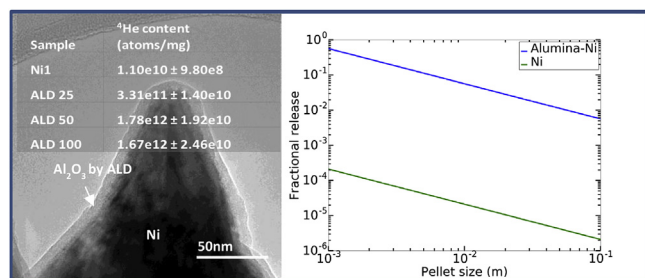 Sample ⁴He content (atoms/mg)
Ni1 1.10e10 ± 9.80e8
ALD 25 3.31e11 ± 1.40e10
ALD 50 1.78e12 ± 1.92e10
ALD 100 1.67e12 ± 2.46e10
Al₂O₃ by ALD
Ni
50nm
Alumina-Ni
Ni
Fractional release
10⁰
10⁻¹
10⁻²
10⁻³
10⁻⁴
10⁻⁵
10⁻⁶
10⁻³ 10⁻² 10⁻¹
Pellet size (m)